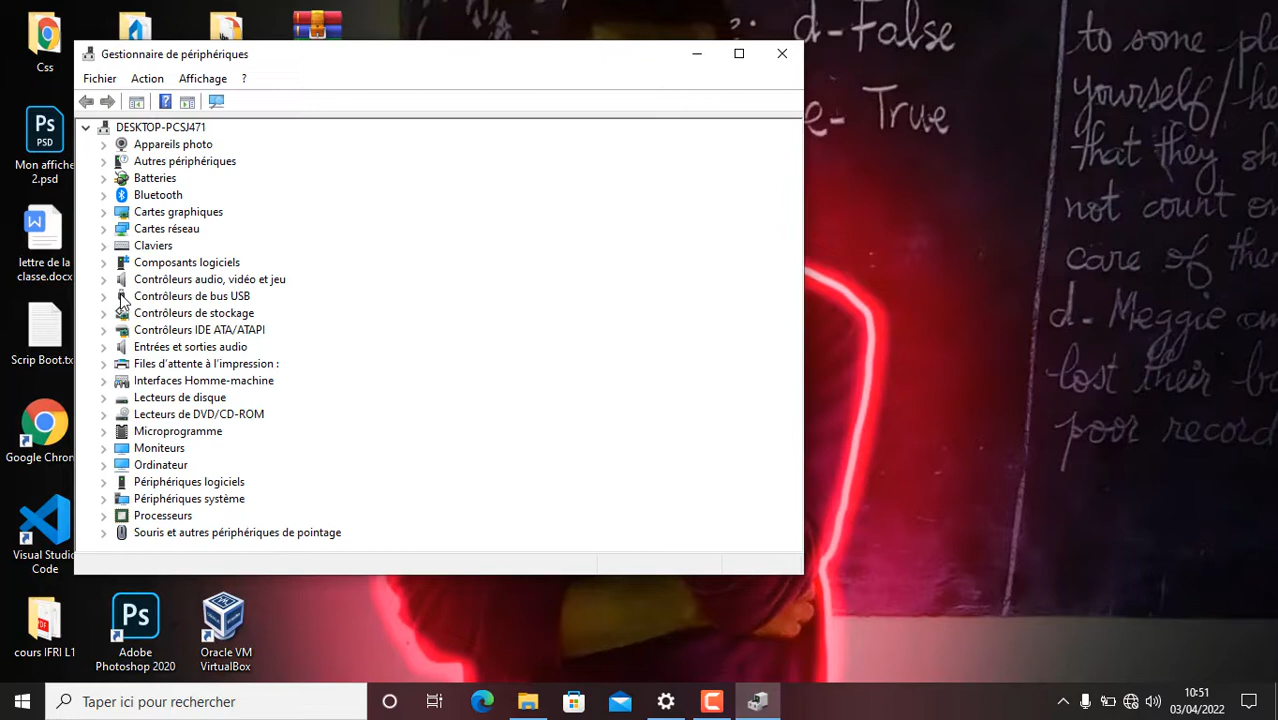 d- False
e- True
to some pla
yourself/he
that they sh
not count on
care of the
d- Meggie an
lost their b
poor record
Css
Mon affiche
2.psd
lettre de la
classe.docx
Scrip Boot.tx
Google Chron
Visual Studio
Code
cours IFRI L1
Adobe
Photoshop 2020
Oracle VM
VirtualBox
Gestionnaire de périphériques
Fichier Action Affichage ?
DESKTOP-PCSJ471
Appareils photo
Autres périphériques
Batteries
Bluetooth
Cartes graphiques
Cartes réseau
Claviers
Composants logiciels
Contrôleurs audio, vidéo et jeu
Contrôleurs de bus USB
Contrôleurs de stockage
Contrôleurs IDE ATA/ATAPI
Entrées et sorties audio
Files d'attente à l'impression :
Interfaces Homme-machine
Lecteurs de disque
Lecteurs de DVD/CD-ROM
Microprogramme
Moniteurs
Ordinateur
Périphériques logiciels
Périphériques système
Processeurs
Souris et autres périphériques de pointage
Taper ici pour rechercher
10:51
03/04/2022